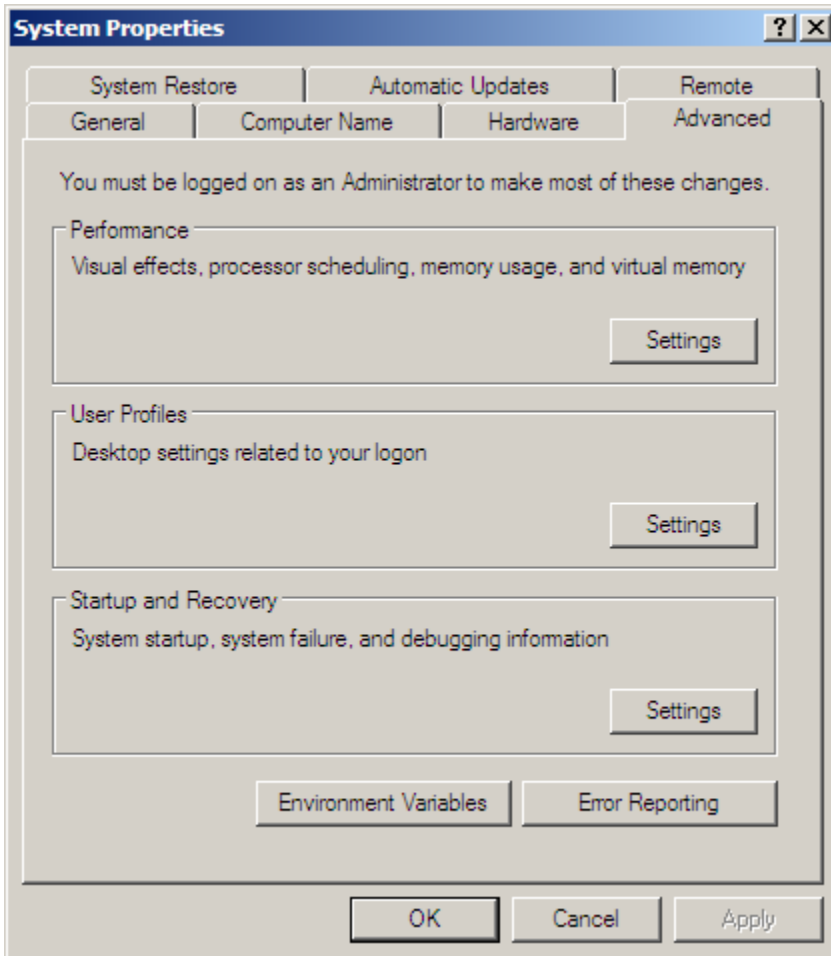 System Properties
System Restore Automatic Updates Remote
General Computer Name Hardware Advanced
You must be logged on as an Administrator to make most of these changes.
Performance
Visual effects, processor scheduling, memory usage, and virtual memory
Settings
User Profiles
Desktop settings related to your logon
Settings
Startup and Recovery
System startup, system failure, and debugging information
Settings
Environment Variables Error Reporting
OK Cancel Apply